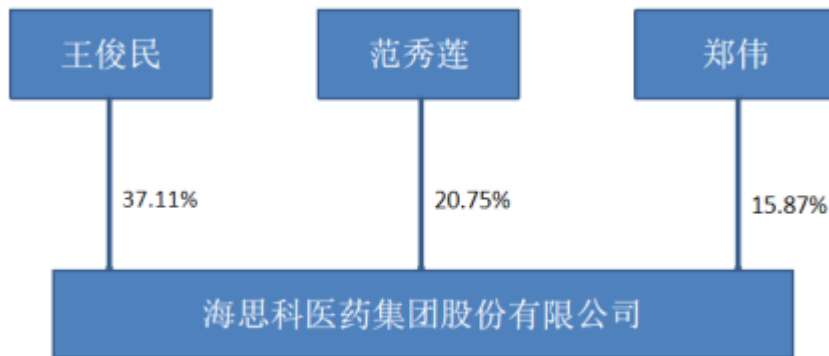 王俊民
范秀莲
郑伟
37.11%
20.75%
15.87%
海思科医药集团股份有限公司